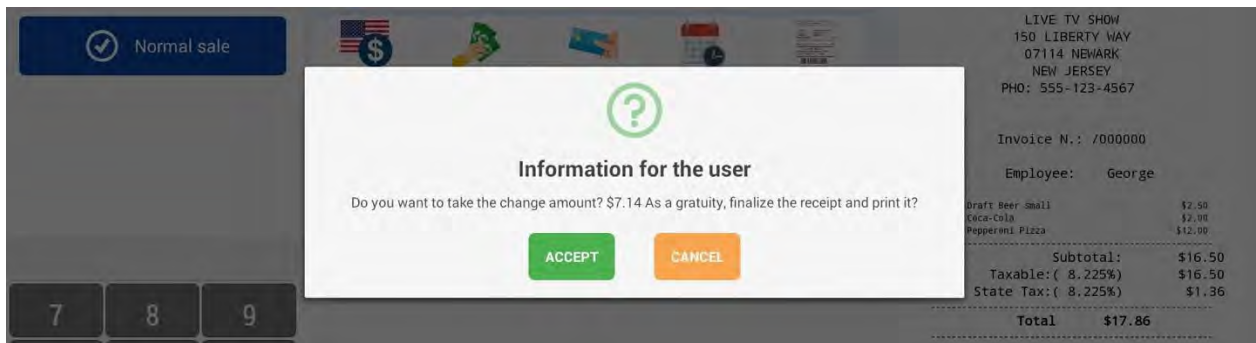 Normal sale
Information for the user
Do you want to take the change amount? $7.14 As a gratuity, finalize the receipt and print it?
ACCEPT
CANCEL
7 8 9
LIVE TV SHOW
150 LIBERTY WAY
07114 NEWARK
NEW JERSEY
PHO: 555-123-4567
Invoice N.: /000000
Employee: George
Draft Beer small $2.50
Coca-Cola $2.00
Pepperoni Pizza $12.00
Subtotal: $16.50
Taxable:( 8.225%) $16.50
State Tax:( 8.225%) $1.36
Total $17.86